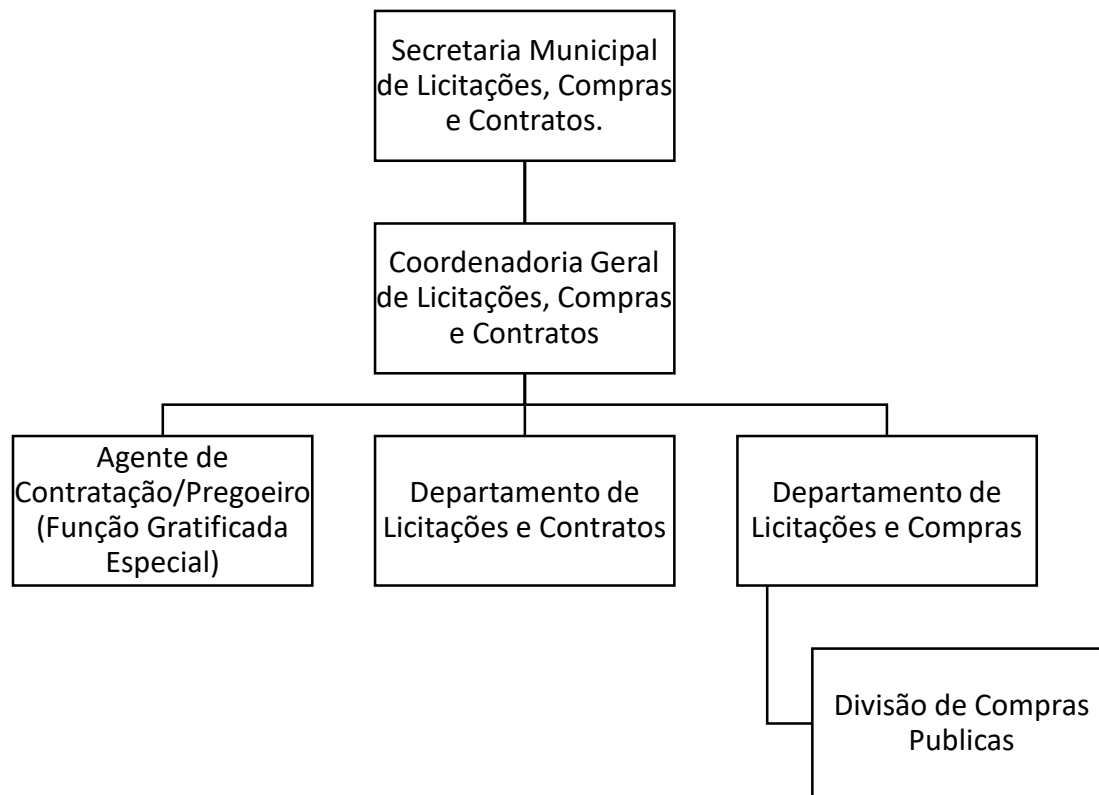 Secretaria Municipal
de Licitações, Compras
e Contratos.
Coordenadoria Geral
de Licitações, Compras
e Contratos
Agente de
Contratação/Pregoeiro
(Função Gratificada
Especial)
Departamento de
Licitações e Contratos
Departamento de
Licitações e Compras
Divisão de Compras
Publicas